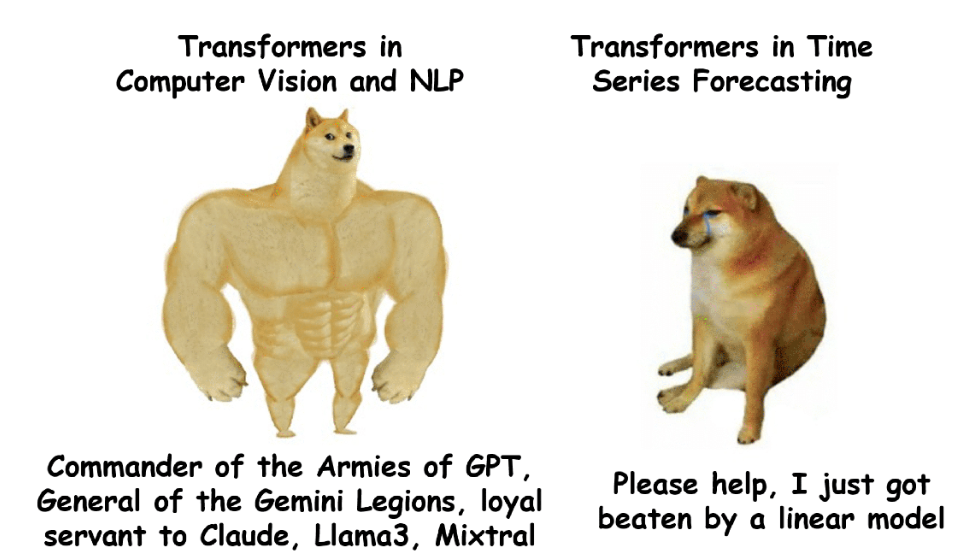 Transformers in
Computer Vision and NLP
Transformers in Time
Series Forecasting
Commander of the Armies of GPT,
General of the Gemini Legions, loyal
servant to Claude, Llama3, Mixtral
Please help, I just got
beaten by a linear model